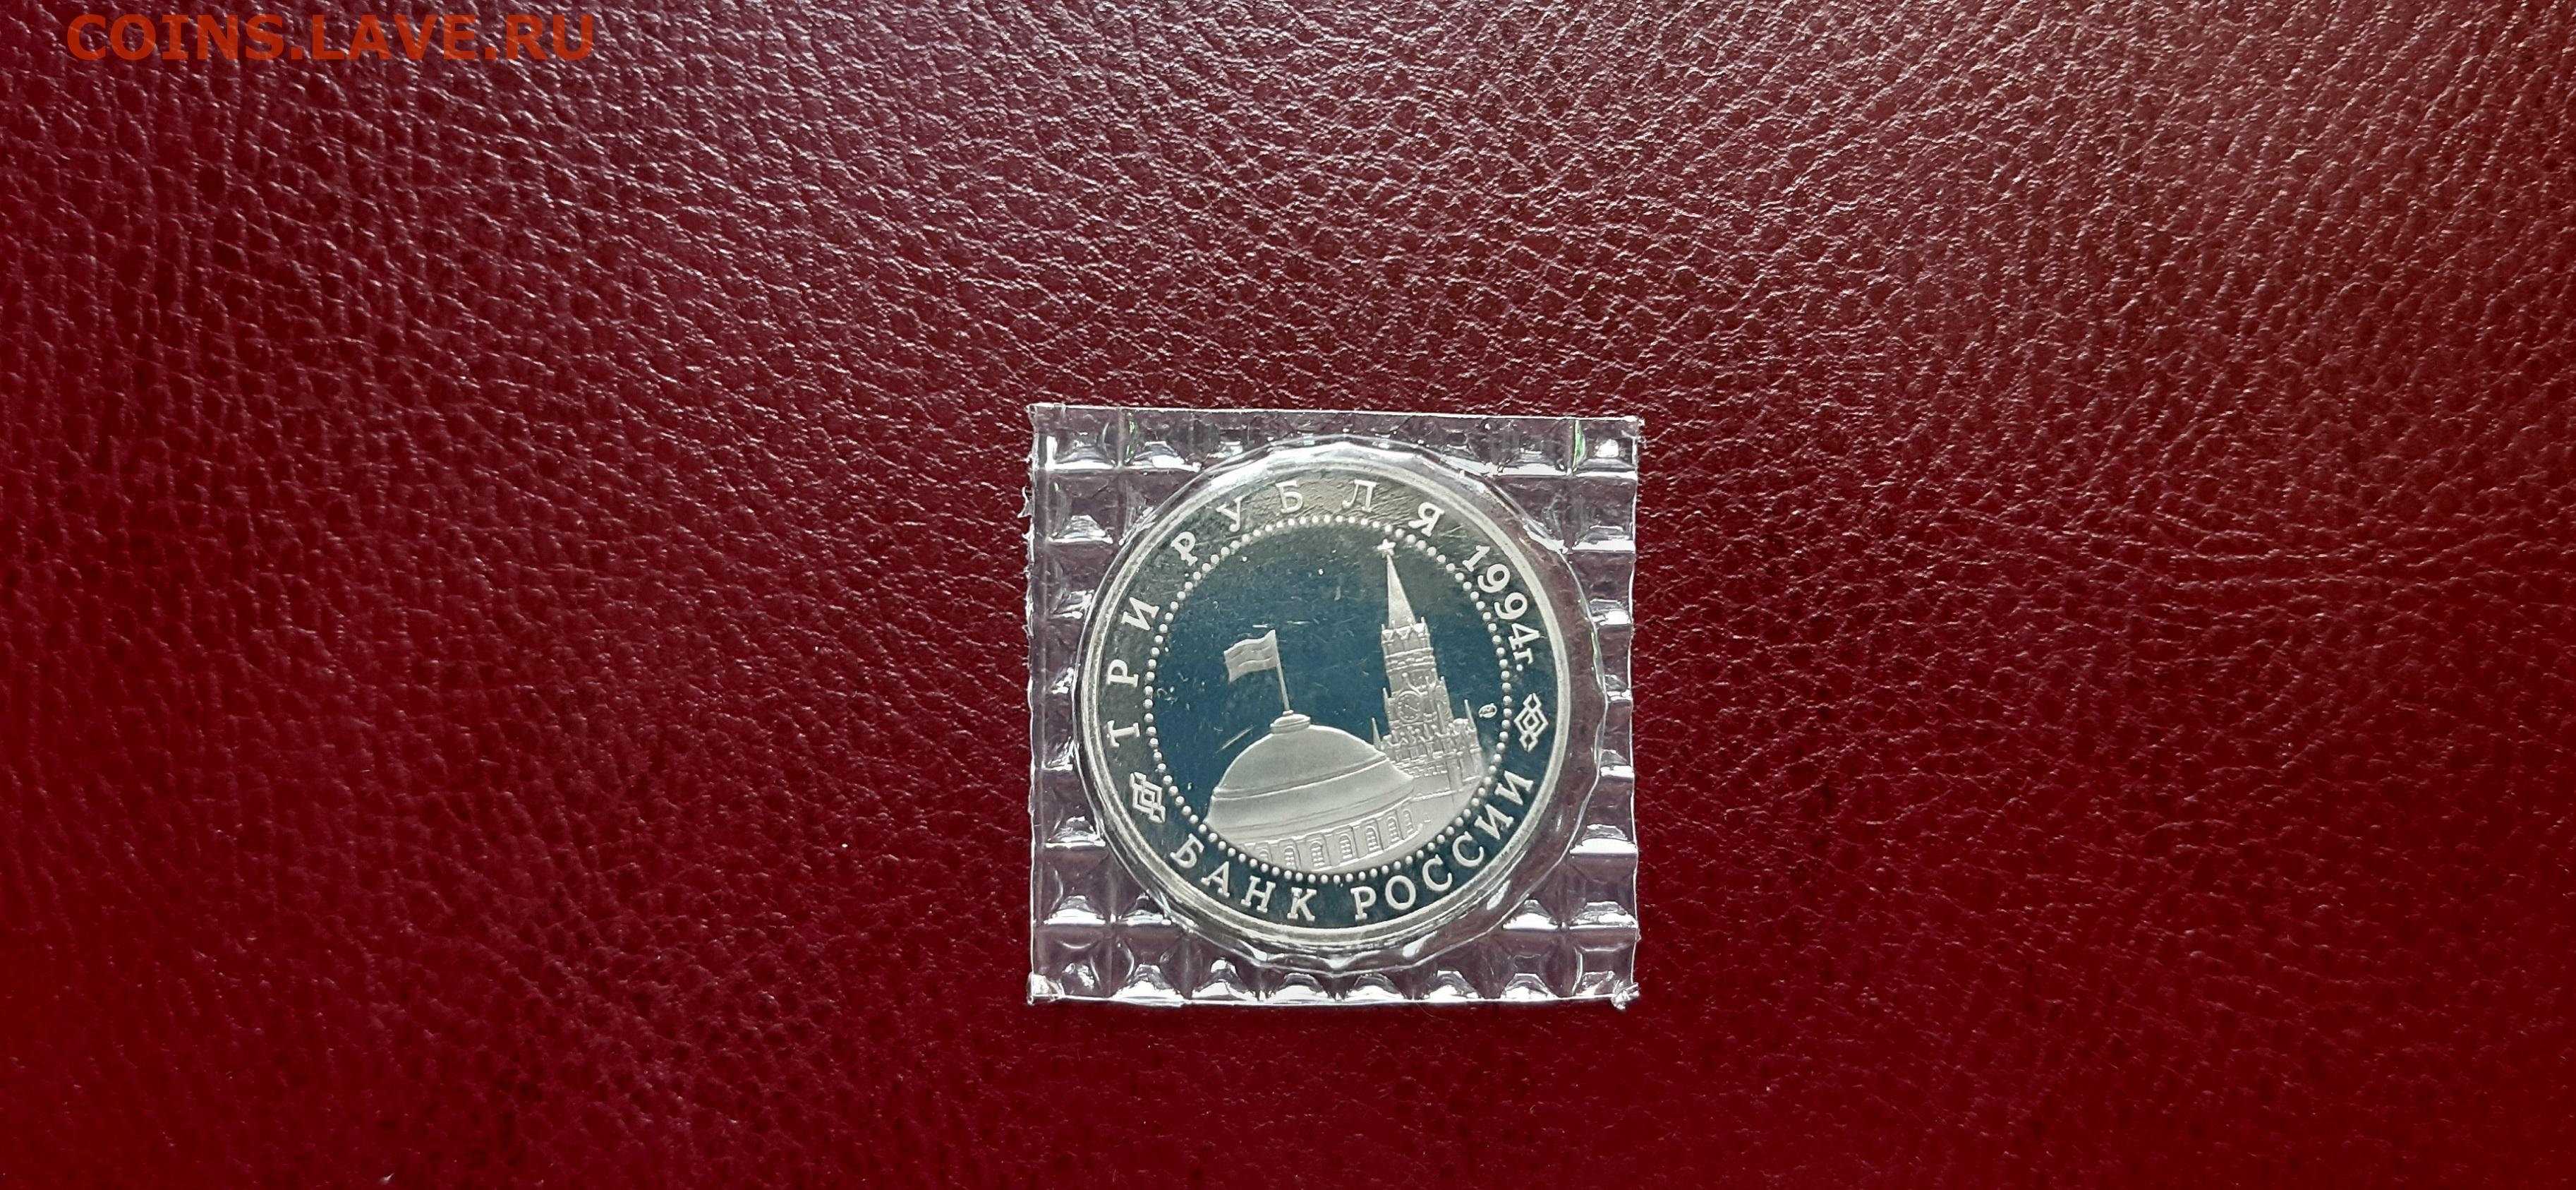 COINS.LAVE.RU
ТРИ РУБЛЯ 1994г.
БАНК РОССИИ